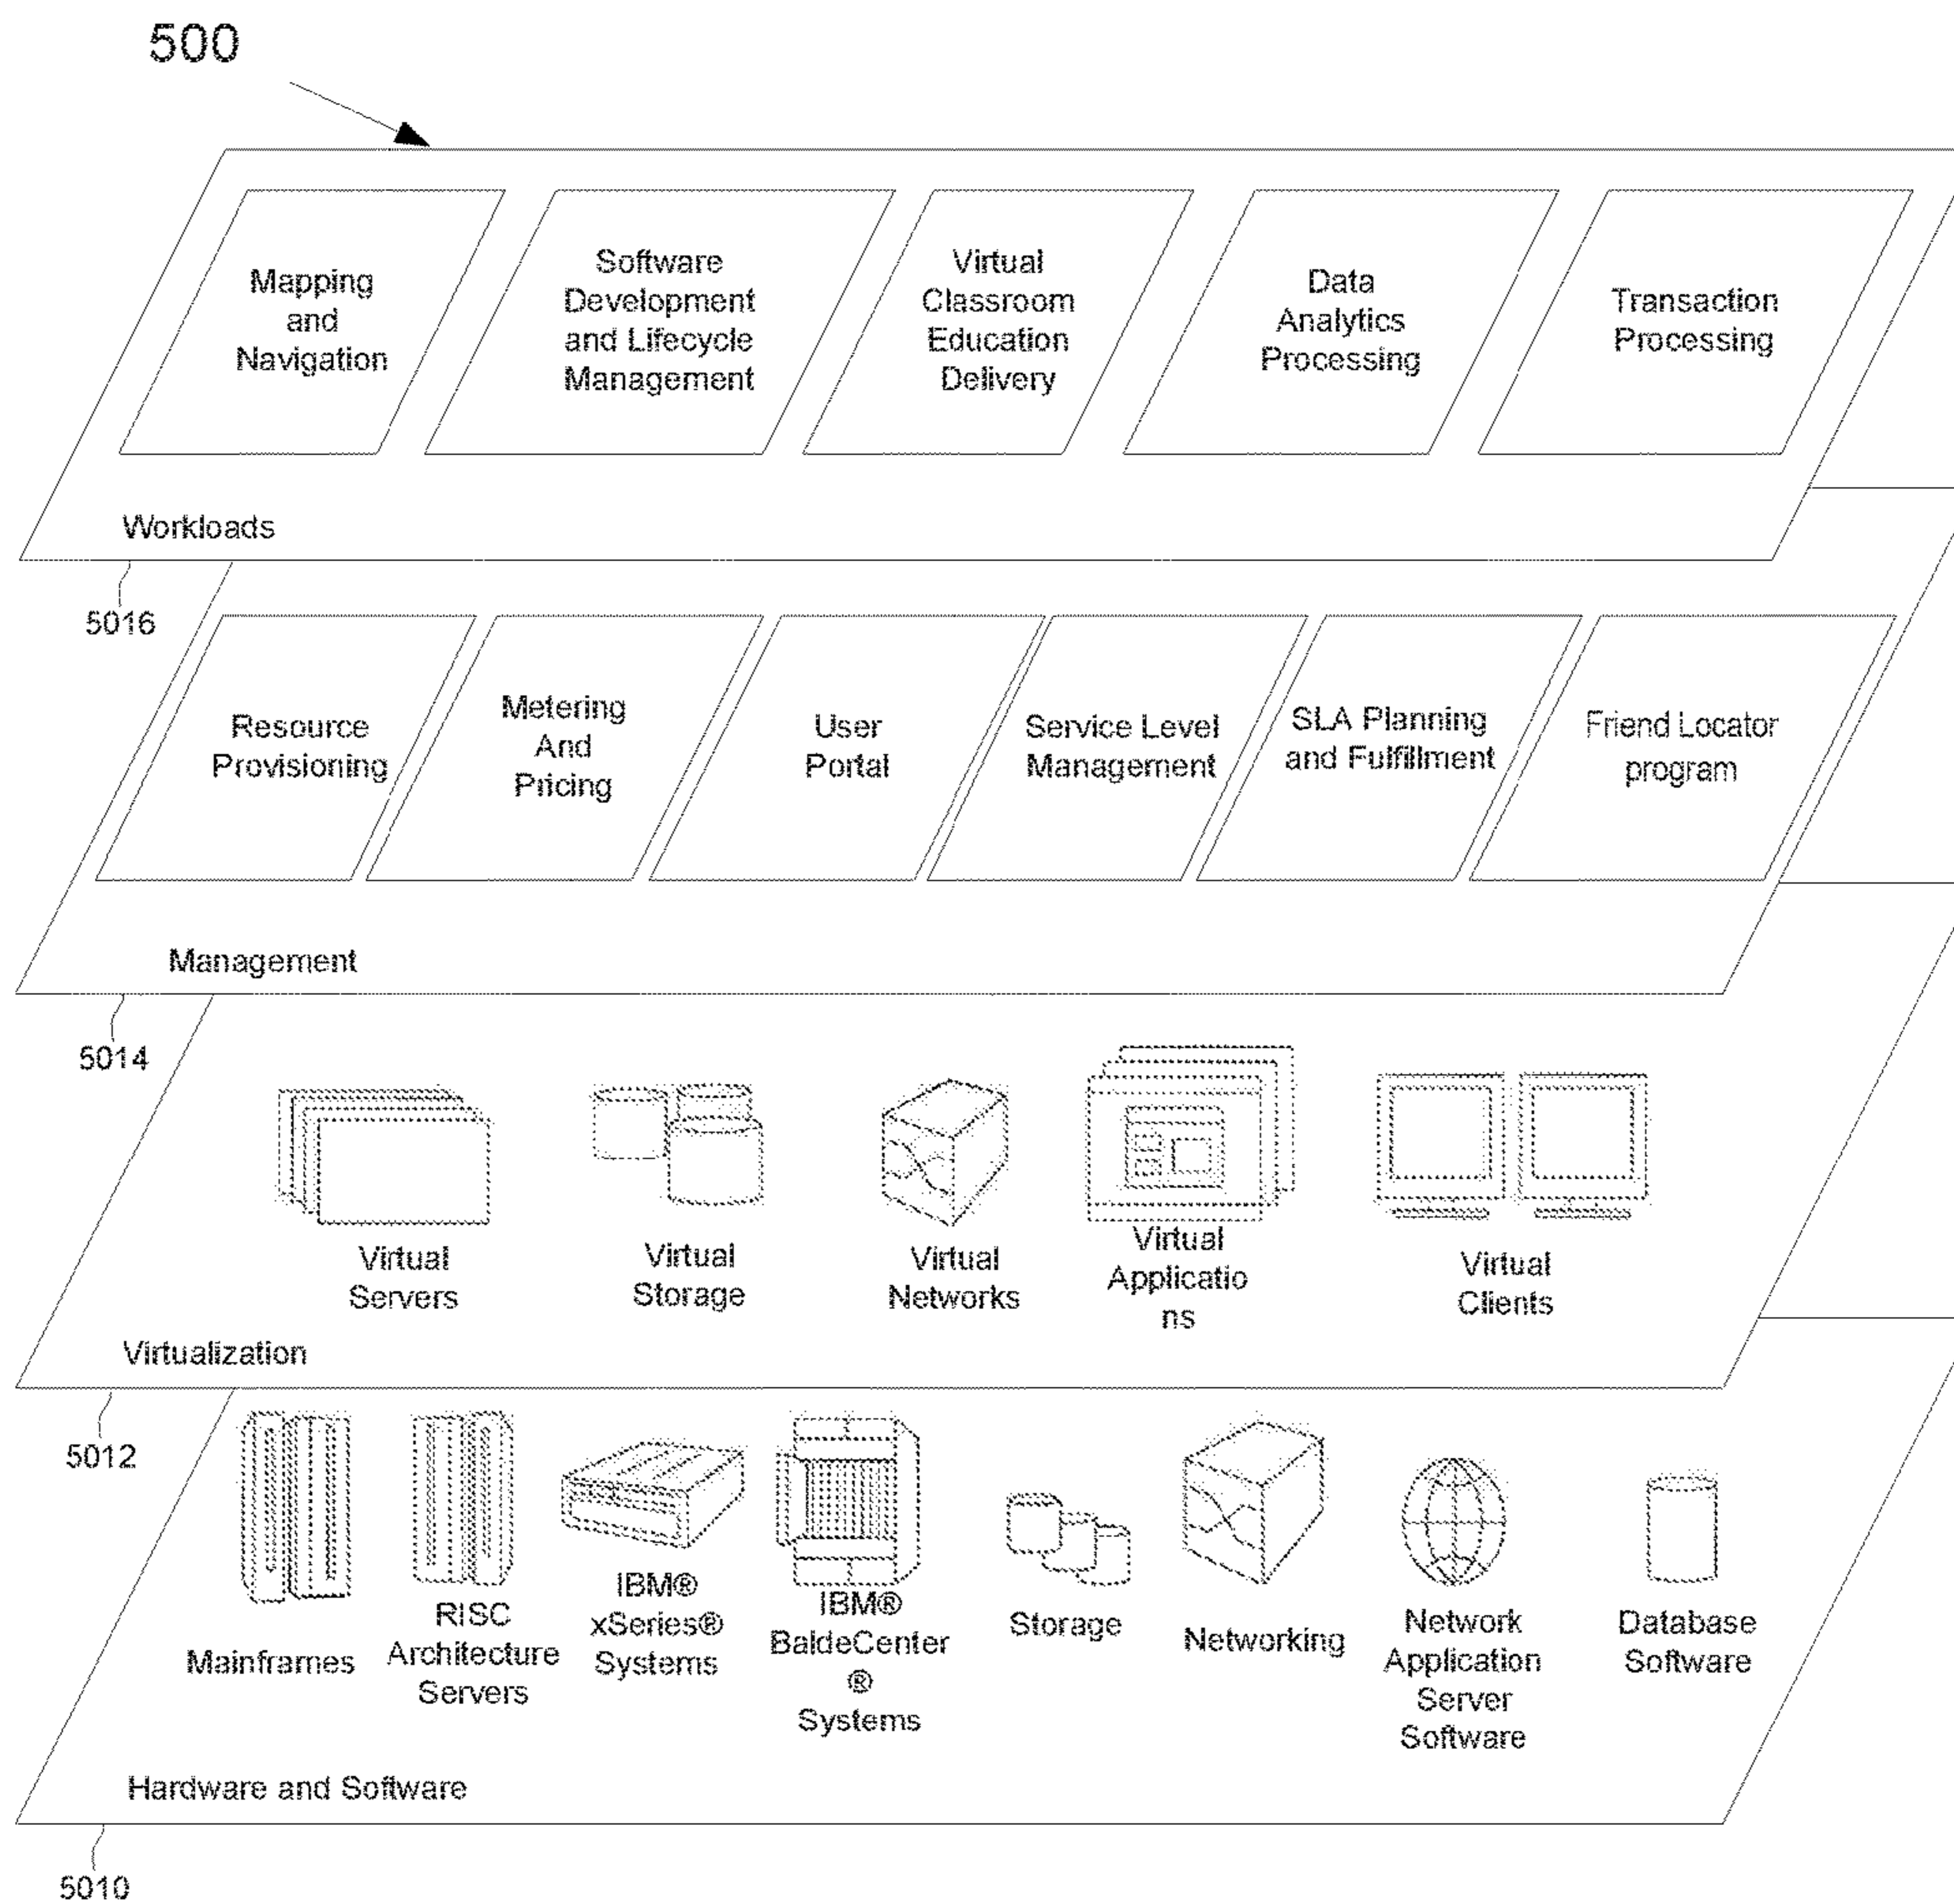 500
Mapping
and
Navigation
Software
Development
and Lifecycle
Management
Virtual
Classroom
Education
Delivery
Data
Analytics
Processing
Transaction
Processing
Workloads
5016
Resource
Provisioning
Metering
And
Pricing
User
Portal
Service Level
Management
SLA Planning
and Fulfillment
Friend Locator
program
Management
5014
Virtual
Servers
Virtual
Storage
Virtual
Networks
Virtual
Applicatio
ns
Virtual
Clients
Virtualization
5012
Mainframes
RISC
Architecture
Servers
IBM®
xSeries®
Systems
IBM®
BaldeCenter
®
Systems
Storage
Networking
Network
Application
Server
Software
Database
Software
Hardware and Software
5010